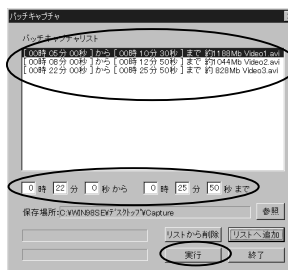 バッチキャプチャ
バッチキャプチャリスト
[ 00時 05分 00秒 ] から [ 00時 10分 30秒 ] まで 約1188Mb Video1.avi
[ 00時 06分 00秒 ] から [ 00時 12分 00秒 ] まで 約1044Mb Video2.avi
[ 00時 22分 00秒 ] から [ 00時 25分 50秒 ] まで 約 828Mb Video3.avi
0 時 22 分 0 秒 から 0 時 25 分 50 秒 まで
保存場所:C:¥WIN98SE¥ﾃﾞｽｸﾄｯﾌﾟ¥Capture 参照
リストから削除 リストへ追加
実行 終了